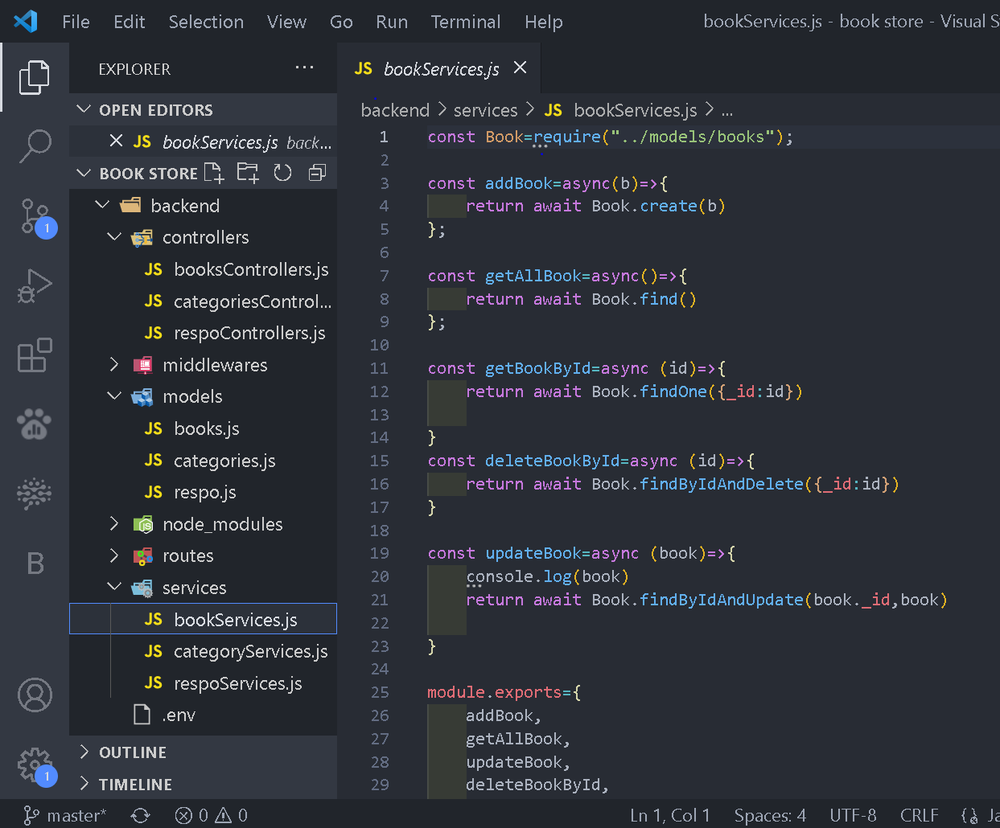 File Edit Selection View Go Run Terminal Help bookServices.js - book store - Visual S
EXPLORER ...
JS bookServices.js
OPEN EDITORS
JS bookServices.js back...
BOOK STORE
backend
controllers
JS booksControllers.js
JS categoriesControl...
JS respoControllers.js
middlewares
models
JS books.js
JS categories.js
JS respo.js
node_modules
routes
services
JS bookServices.js
JS categoryServices.js
JS respoServices.js
.env
OUTLINE
TIMELINE
1
B
1
backend > services > JS bookServices.js > ...
1 const Book=require("../models/books");
2
3 const addBook=async(b)=>{
4 return await Book.create(b)
5 };
6
7 const getAllBook=async()=>{
8 return await Book.find()
9 };
10
11 const getBookById=async (id)=>{
12 return await Book.findOne({_id:id})
13
14 }
15 const deleteBookById=async (id)=>{
16 return await Book.findByIdAndDelete({_id:id})
17 }
18
19 const updateBook=async (book)=>{
20 console.log(book)
21 return await Book.findByIdAndUpdate(book._id,book)
22
23 }
24
25 module.exports={
26 addBook,
27 getAllBook,
28 updateBook,
29 deleteBookById,
master* 0 0 Ln 1, Col 1 Spaces: 4 UTF-8 CRLF Ja